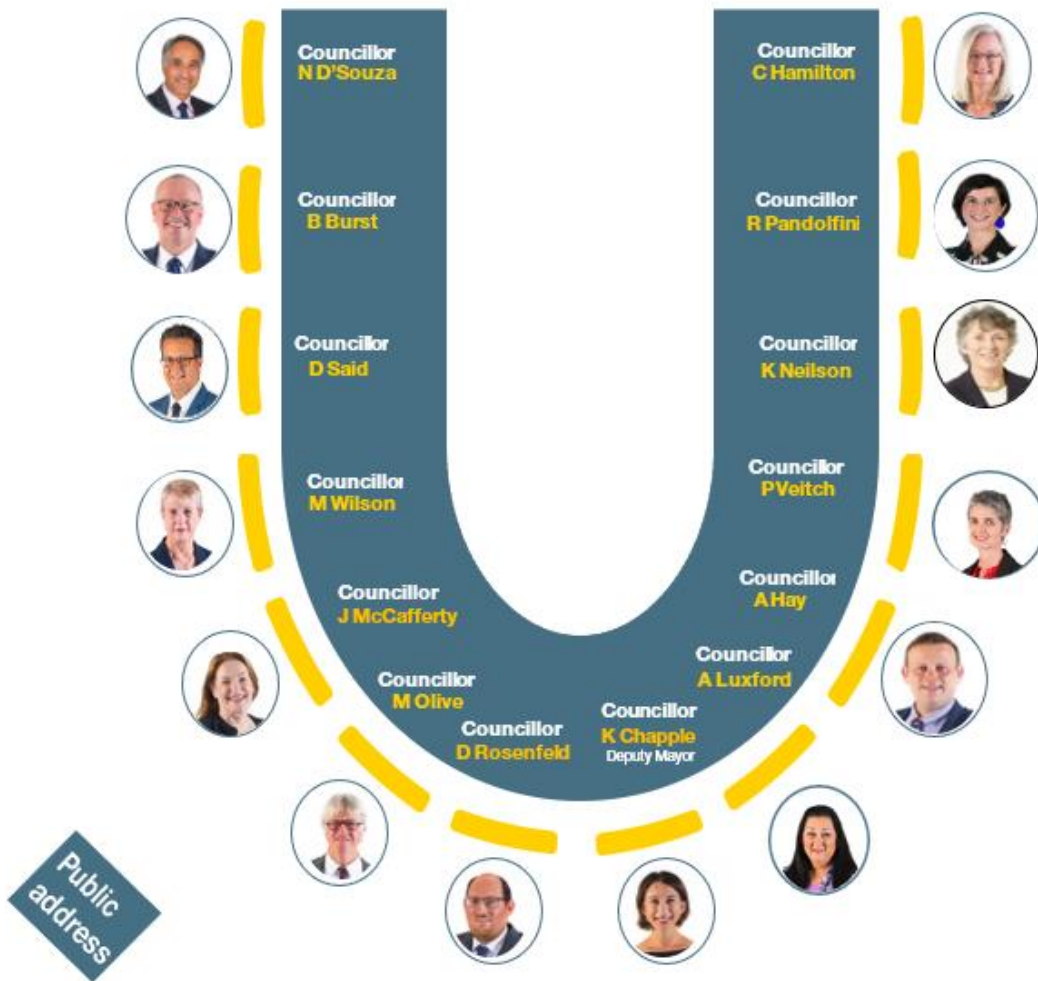 Councillor
N D'Souza
Councillor
C Hamilton
Councillor
B Burst
Councillor
R Pandolfini
Councillor
D Said
Councillor
K Neilson
Councillor
M Wilson
Councillor
P Veitch
Councillor
J McCafferty
Councillor
A Hay
Councillor
M Olive
Councillor
A Luxford
Councillor
D Rosenfeld
Councillor
K Chapple
Deputy Mayor
Public
address